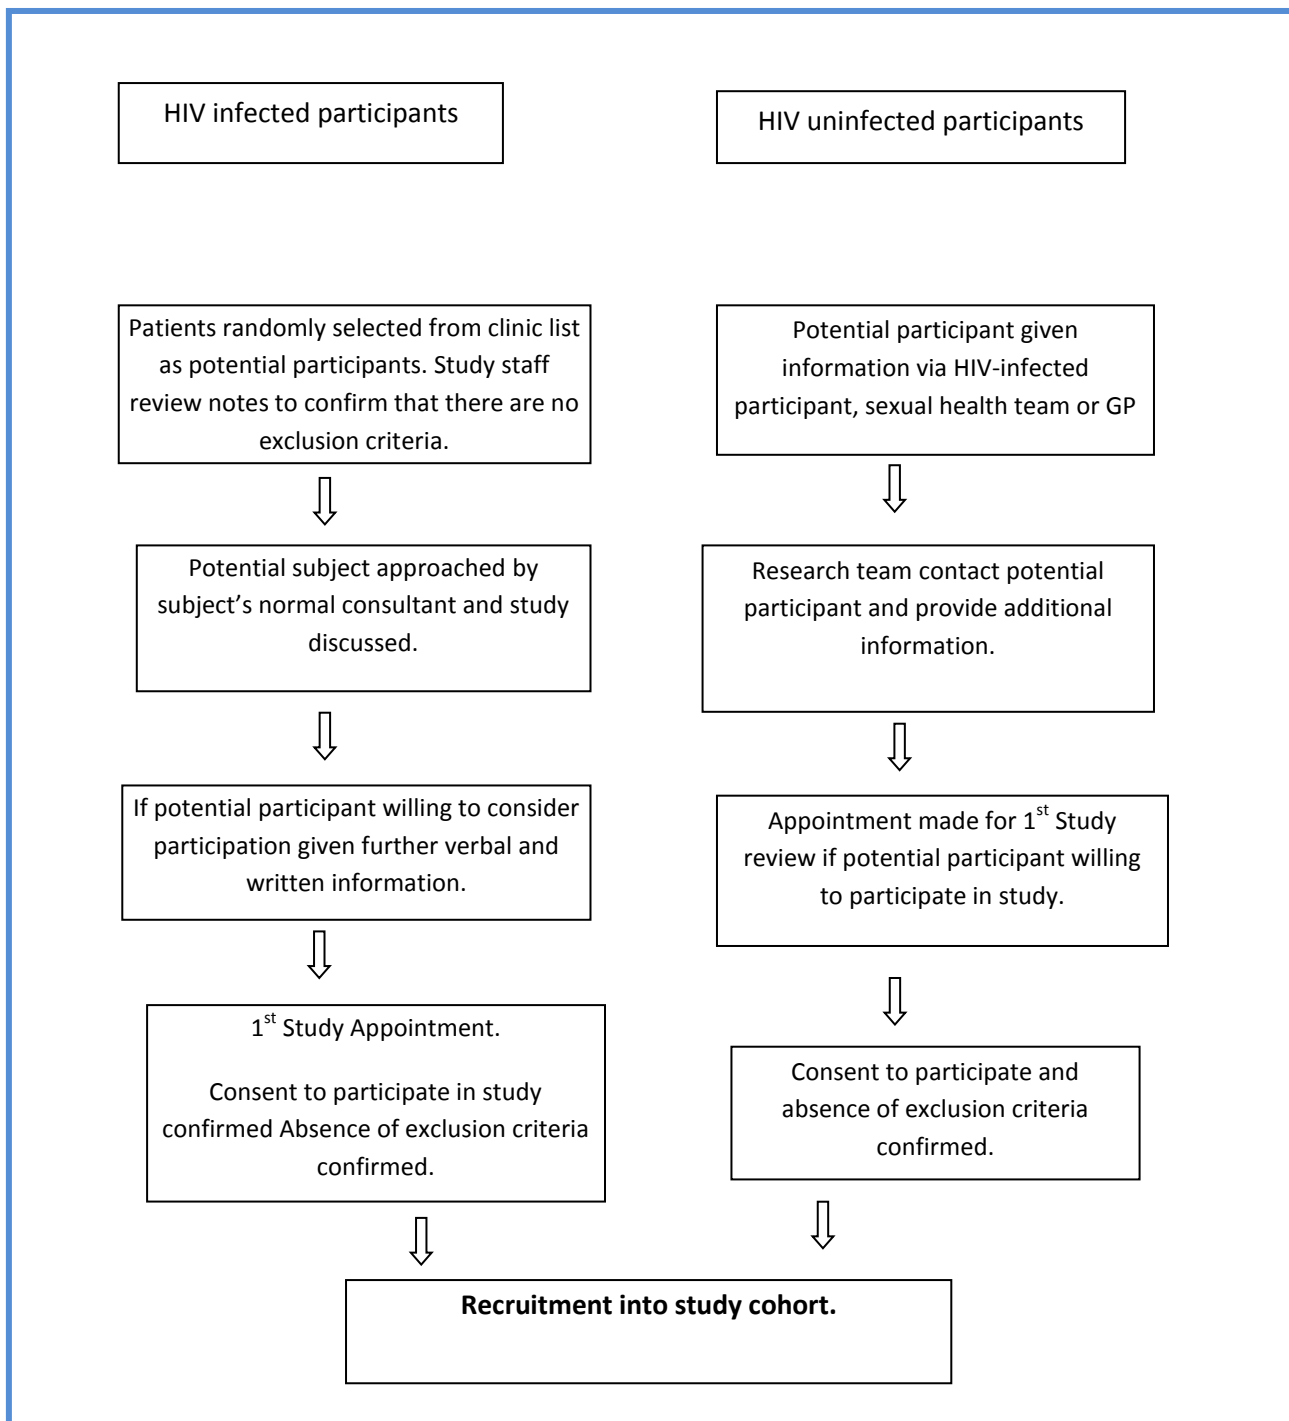 HIV infected participants
HIV uninfected participants
Patients randomly selected from clinic list
as potential participants. Study staff
review notes to confirm that there are no
exclusion criteria.
Potential participant given
information via HIV-infected
participant, sexual health team or GP
Potential subject approached by
subject’s normal consultant and study
discussed.
Research team contact potential
participant and provide additional
information.
If potential participant willing to consider
participation given further verbal and
written information.
Appointment made for 1st Study
review if potential participant willing
to participate in study.
1st Study Appointment.
Consent to participate in study
confirmed Absence of exclusion criteria
confirmed.
Consent to participate and
absence of exclusion criteria
confirmed.
Recruitment into study cohort.